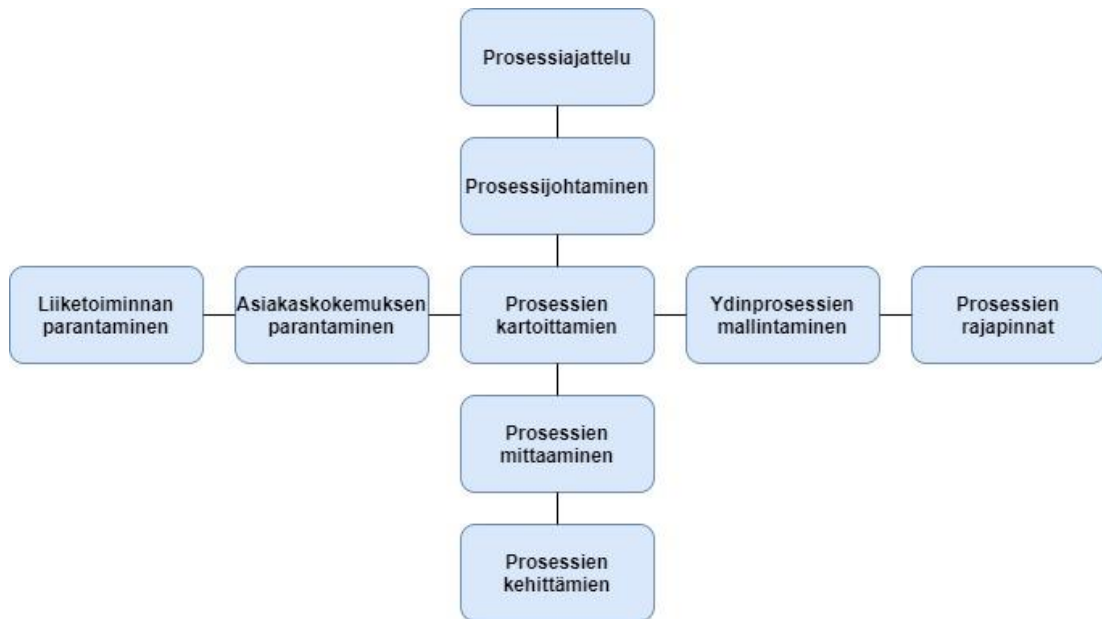 Prosessiajattelu
Prosessijohtaminen
Liiketoiminnan
parantaminen
Asiakaskokemuksen
parantaminen
Prosessien
kartoittamien
Ydinprosessien
mallintaminen
Prosessien
rajapinnat
Prosessien
mittaaminen
Prosessien
kehittämien